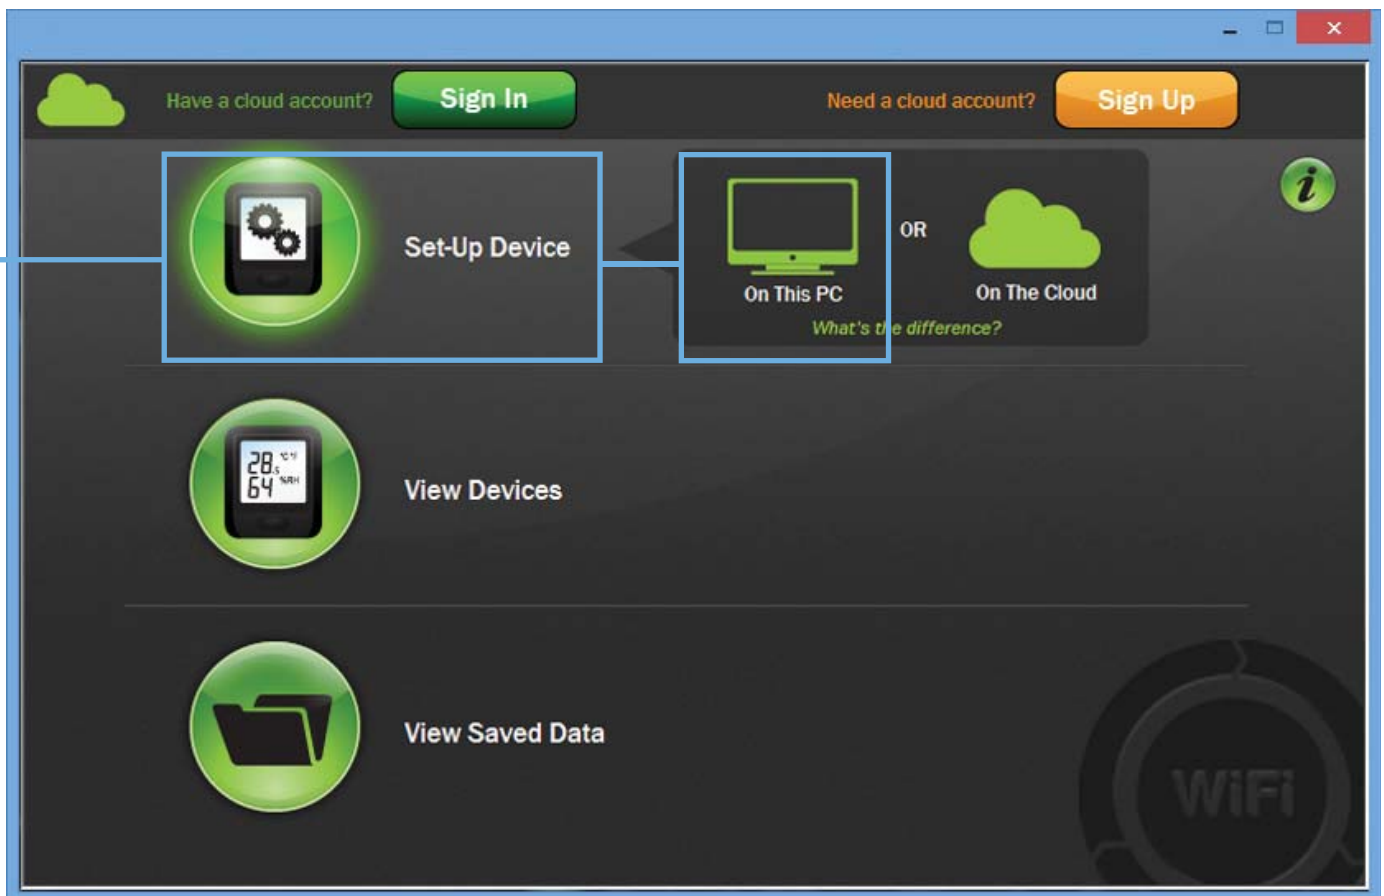 Have a cloud account?
Sign In
Need a cloud account?
Sign Up
i
Set-Up Device
OR
On This PC
On The Cloud
What's the difference?
28.5 °C°F
64 %RH
View Devices
View Saved Data
WiFi